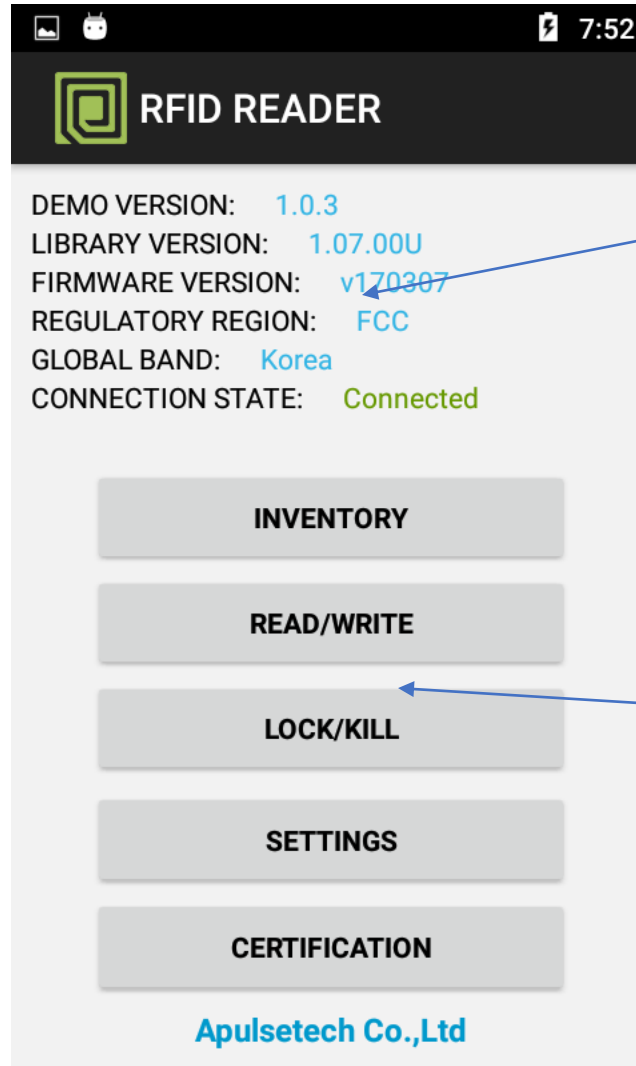 7:52
RFID READER
DEMO VERSION: 1.0.3
LIBRARY VERSION: 1.07.00U
FIRMWARE VERSION: v170307
REGULATORY REGION: FCC
GLOBAL BAND: Korea
CONNECTION STATE: Connected
INVENTORY
READ/WRITE
LOCK/KILL
SETTINGS
CERTIFICATION
Apulsetech Co.,Ltd